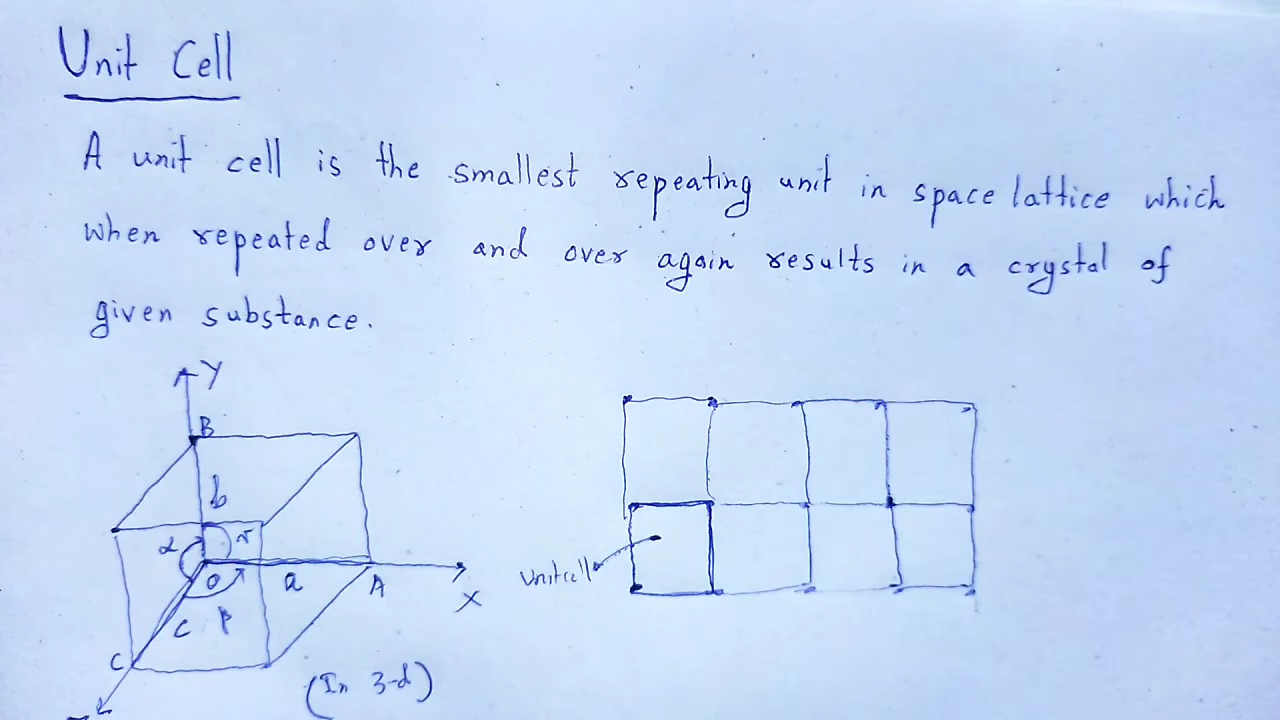 Unit Cell
A unit cell is the smallest repeating unit in space lattice which
when repeated over and over again results in a crystal of
given substance.
Y
B
b
α γ
O a A
X
c β
C
(In 3-d)
Unit cell